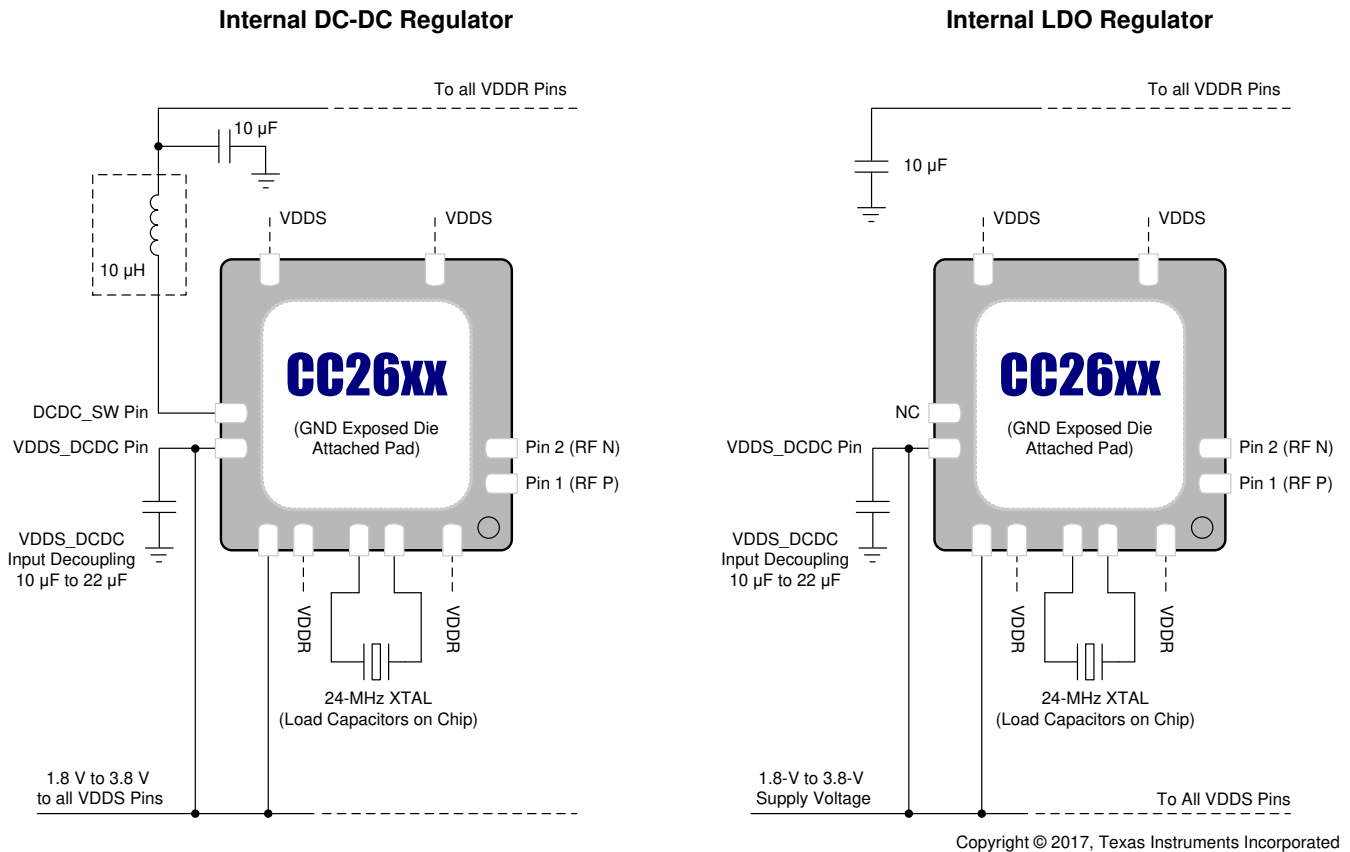 Internal DC-DC Regulator
To all VDDR Pins
10 µF
10 µH
VDDS
VDDS
CC26xx
(GND Exposed Die
Attached Pad)
DCDC_SW Pin
VDDS_DCDC Pin
Pin 2 (RF N)
Pin 1 (RF P)
VDDS_DCDC
Input Decoupling
10 µF to 22 µF
VDDR
VDDR
24-MHz XTAL
(Load Capacitors on Chip)
1.8 V to 3.8 V
to all VDDS Pins
Internal LDO Regulator
To all VDDR Pins
10 µF
VDDS
VDDS
CC26xx
(GND Exposed Die
Attached Pad)
NC
VDDS_DCDC Pin
Pin 2 (RF N)
Pin 1 (RF P)
VDDS_DCDC
Input Decoupling
10 µF to 22 µF
VDDR
VDDR
24-MHz XTAL
(Load Capacitors on Chip)
1.8-V to 3.8-V
Supply Voltage
To All VDDS Pins
Copyright © 2017, Texas Instruments Incorporated